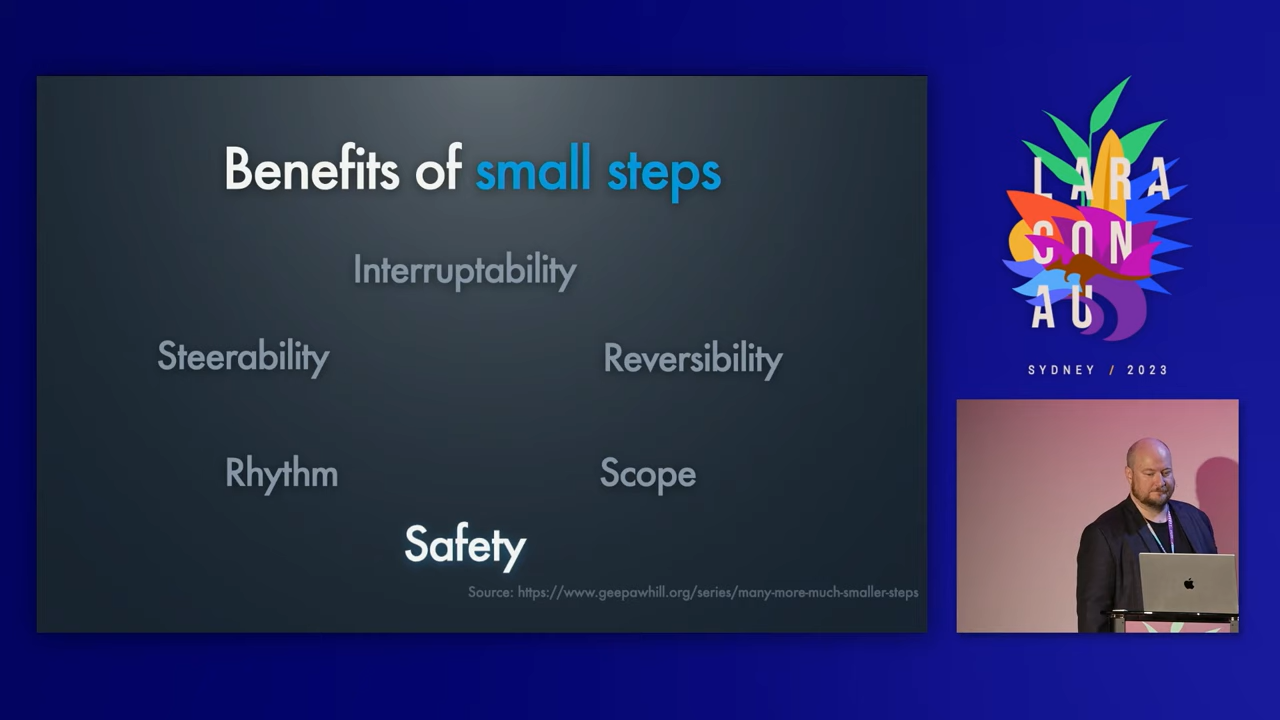 Benefits of small steps
Interruptability
Steerability
Reversibility
Rhythm
Scope
Safety
Source: https://www.geepawhill.org/series/many-more-much-smaller-steps
LARA
CON
AU
SYDNEY / 2023